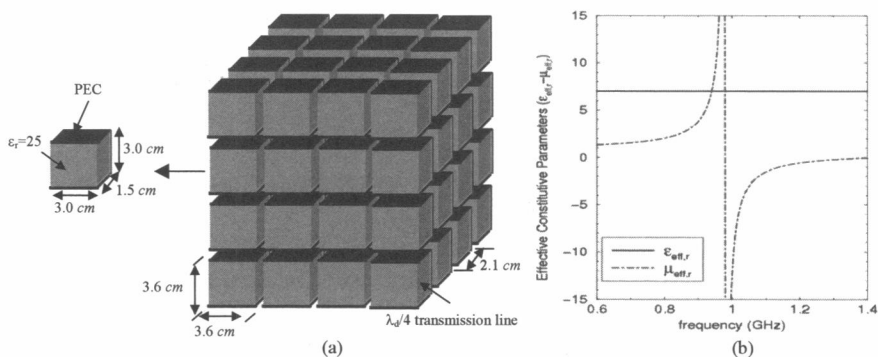 PEC
εr=25
3.0 cm
1.5 cm
3.0 cm
3.6 cm
3.6 cm
2.1 cm
λd/4 transmission line
(a)
Effective Constitutive Parameters (εeff,r-μeff,r)
15
10
5
0
-5
-10
-15
εeff,r
μeff,r
0.6
0.8
1
1.2
1.4
frequency (GHz)
(b)